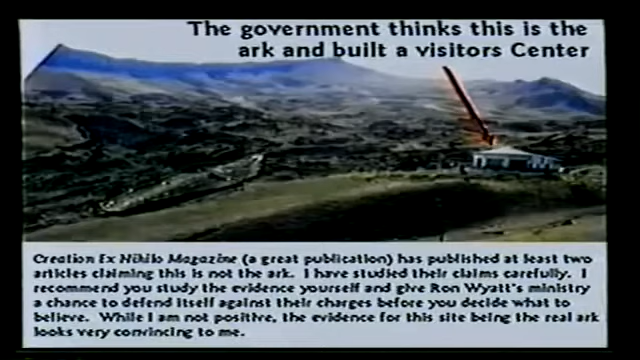 The government thinks this is the
ark and built a visitors Center
Creation Ex Nihilo Magazine (a great publication) has published at least two
articles claiming this is not the ark. I have studied their claims carefully. I
recommend you study the evidence yourself and give Ron Wyatt's ministry
a chance to defend itself against their charges before you decide what to
believe. While I am not positive, the evidence for this site being the real ark
looks very convincing to me.